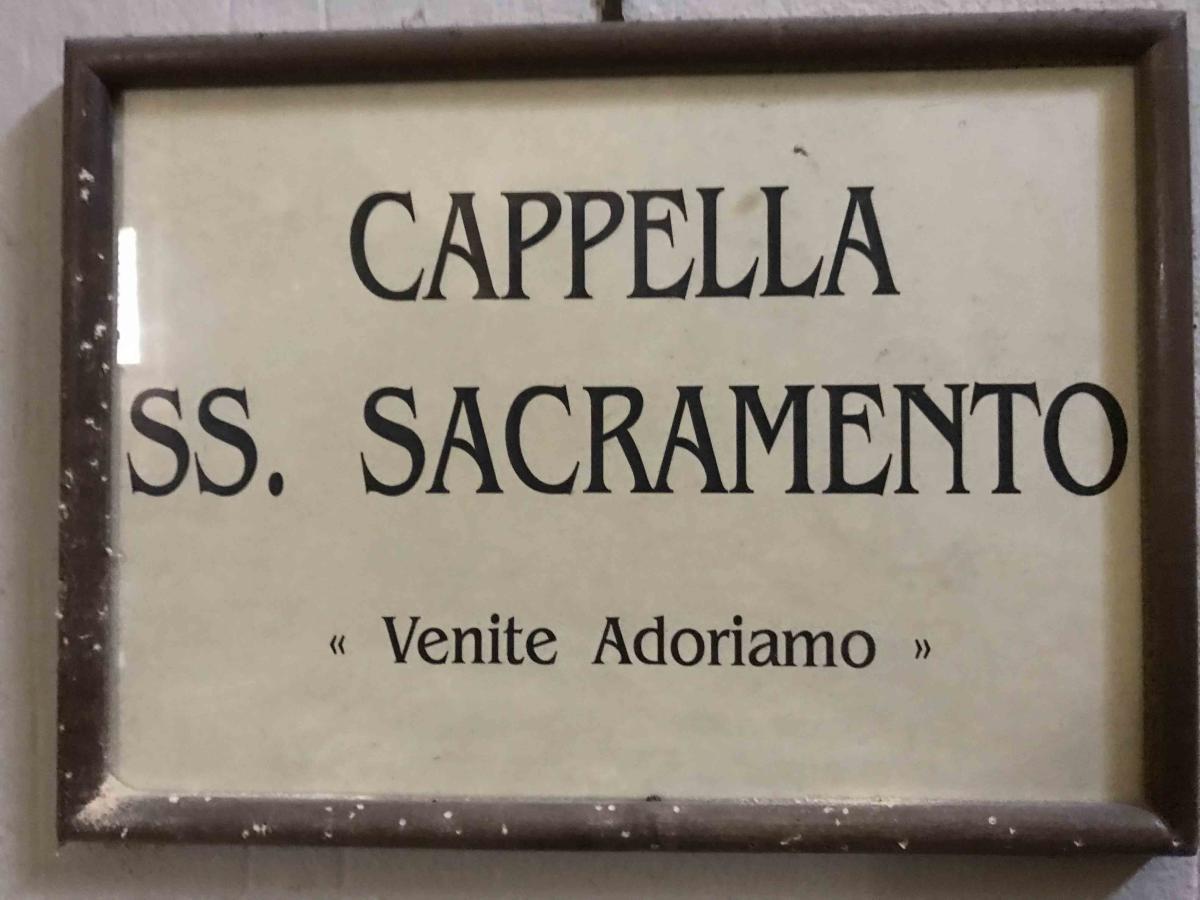 CAPPELLA
SS. SACRAMENTO
« Venite Adoriamo »